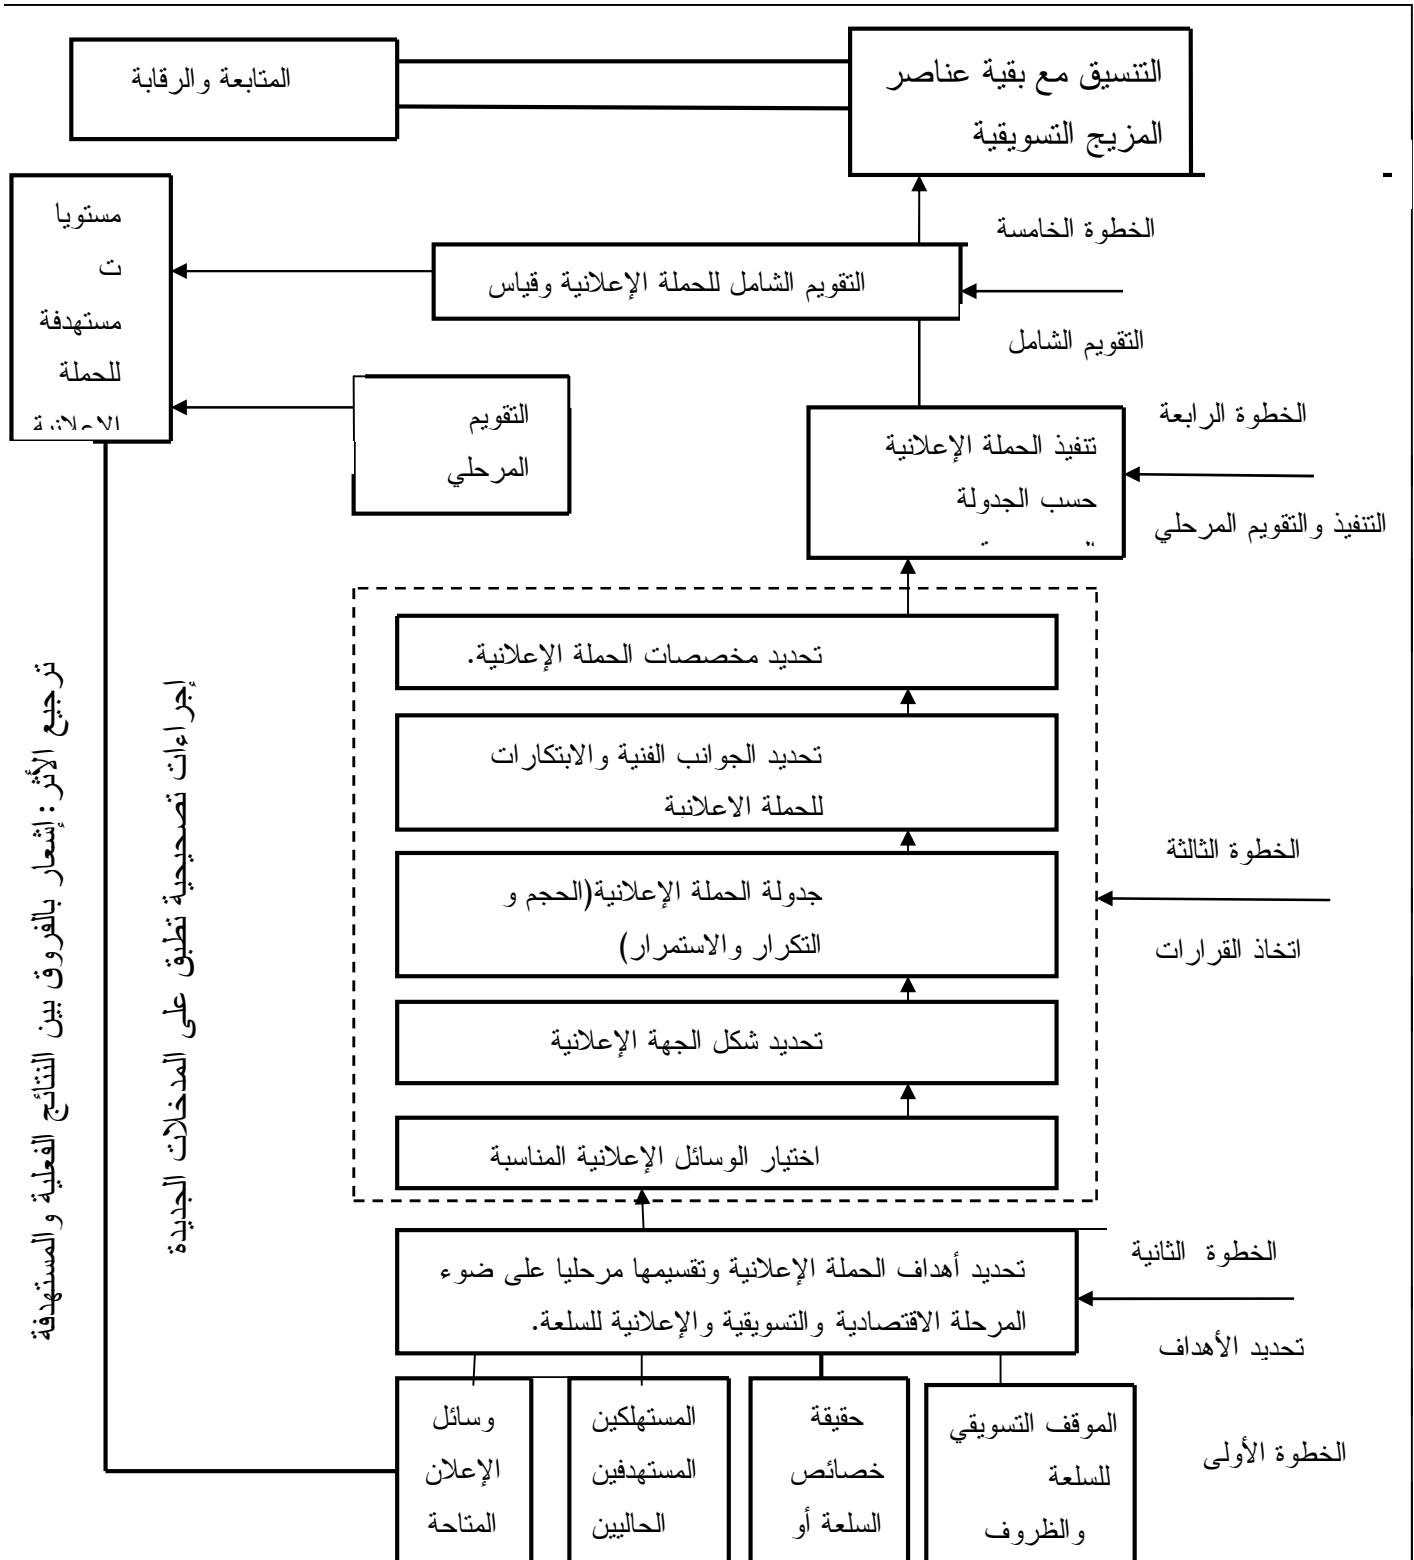 التنسيق مع بقية عناصر
المزيج التسويقية
المتابعة والرقابة
الخطوة الخامسة
التقويم الشامل
التقويم الشامل للحملة الإعلانية وقياس
مستويا
ت
مستهدفة
للحملة
الاعلانية
التقويم
المرحلي
الخطوة الرابعة
التنفيذ والتقويم المرحلي
تنفيذ الحملة الإعلانية
حسب الجدولة
تحديد مخصصات الحملة الإعلانية.
تحديد الجوانب الفنية والابتكارات
للحملة الاعلانية
الخطوة الثالثة
اتخاذ القرارات
جدولة الحملة الإعلانية(الحجم و
التكرار والاستمرار)
تحديد شكل الجهة الإعلانية
اختيار الوسائل الإعلانية المناسبة
إجراءات تصحيحية تطبق على المدخلات الجديدة
ترجيع الأثر: إشعار بالفروق بين النتائج الفعلية والمستهدفة
الخطوة الثانية
تحديد الأهداف
تحديد أهداف الحملة الإعلانية وتقسيمها مرحليا على ضوء
المرحلة الاقتصادية والتسويقية والإعلانية للسلعة.
الخطوة الأولى
الموقف التسويقي
للسلعة
والظروف
حقيقة
خصائص
السلعة أو
المستهلكين
المستهدفين
الحاليين
وسائل
الإعلان
المتاحة